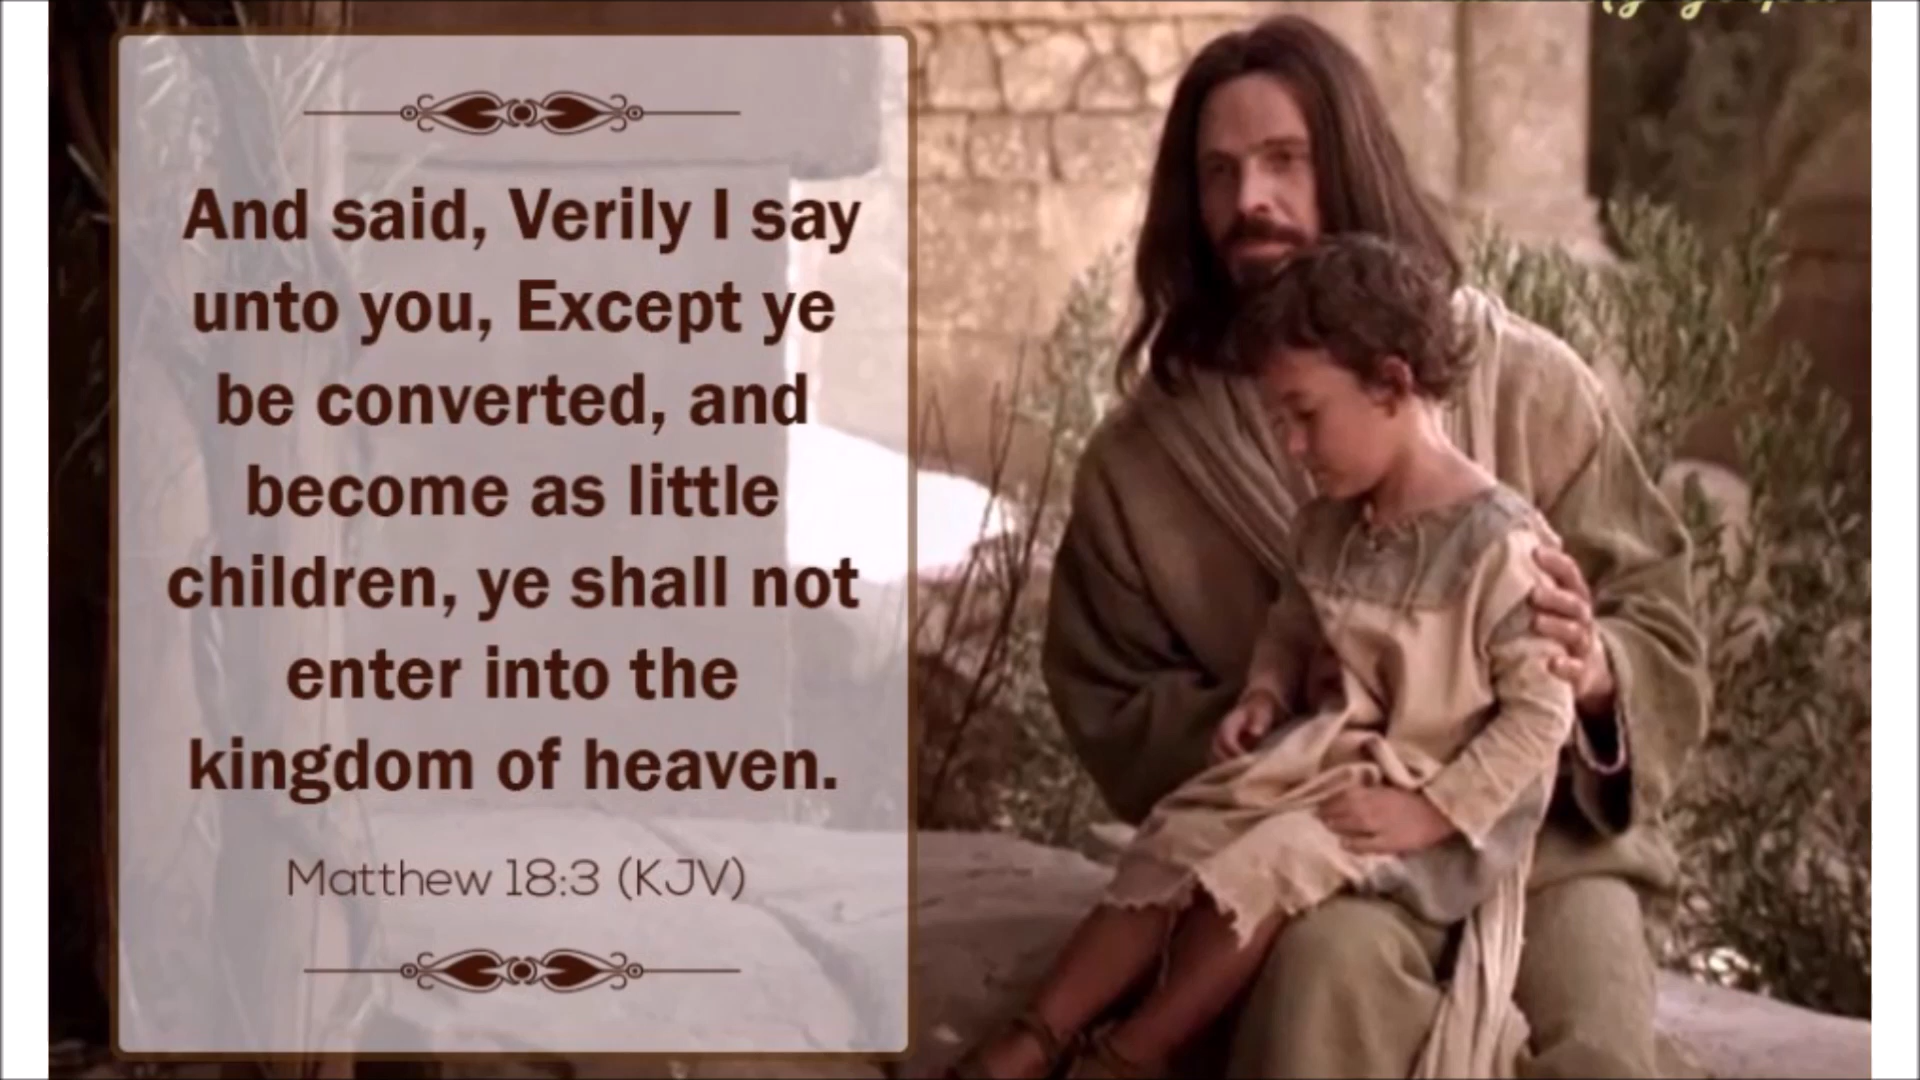 And said, Verily I say
unto you, Except ye
be converted, and
become as little
children, ye shall not
enter into the
kingdom of heaven.
Matthew 18:3 (KJV)